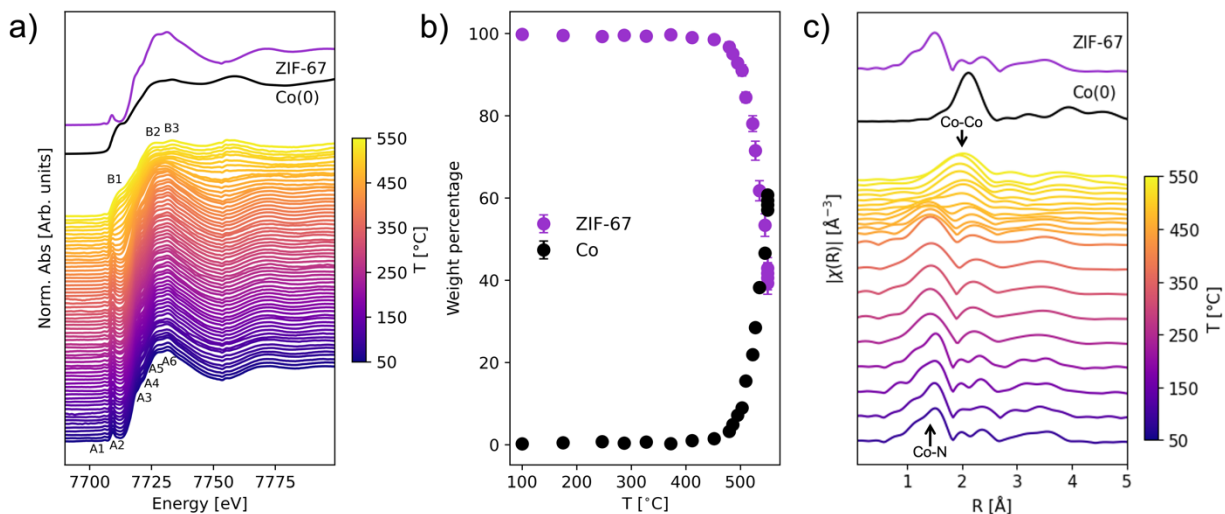 a)
ZIF-67
Co(0)
B1
B2
B3
A1
A2
A3
A4
A5
A6
Norm. Abs [Arb. units]
7700
7725
7750
7775
Energy [eV]
550
450
350
250
150
50
T [°C]
b)
100
80
60
40
20
0
Weight percentage
ZIF-67
Co
100
200
300
400
500
T [°C]
c)
ZIF-67
Co(0)
Co-Co
Co-N
|χ(R)| [Å⁻³]
1
2
3
4
5
R [Å]
550
450
350
250
150
50
T [°C]